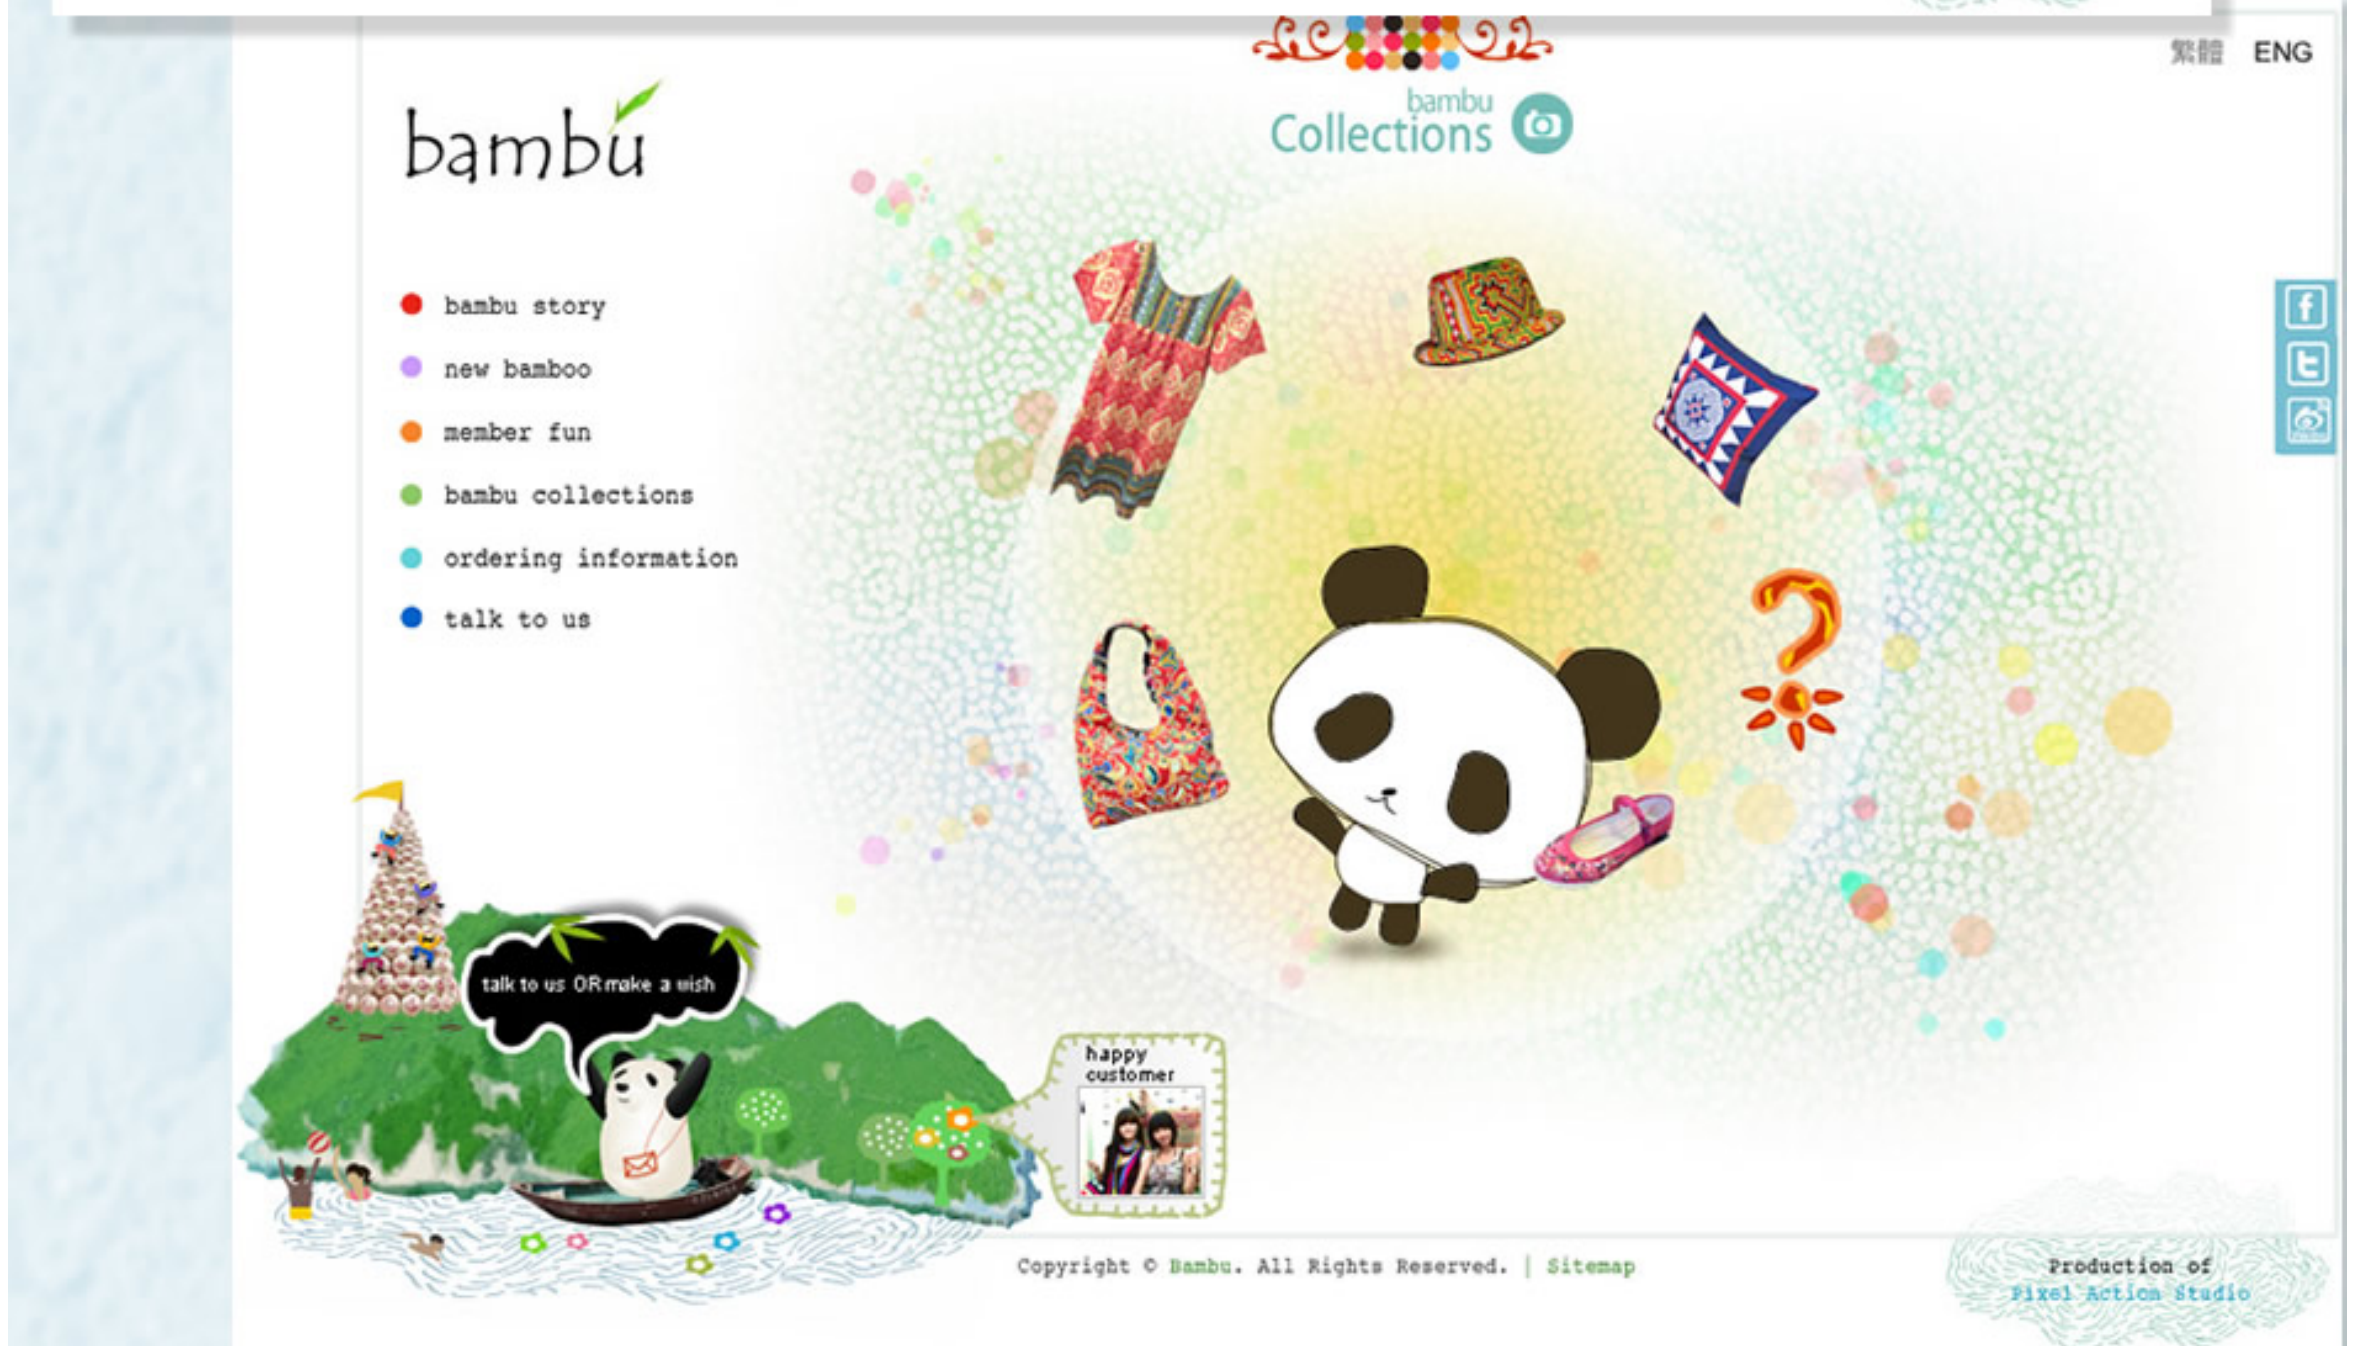 繁體 ENG
bambu
bambu
Collections
bambu story
new bamboo
member fun
bambu collections
ordering information
talk to us
talk to us OR make a wish
happy
customer
Copyright © Bambu. All Rights Reserved. | Sitemap
Production of
Pixel Action Studio